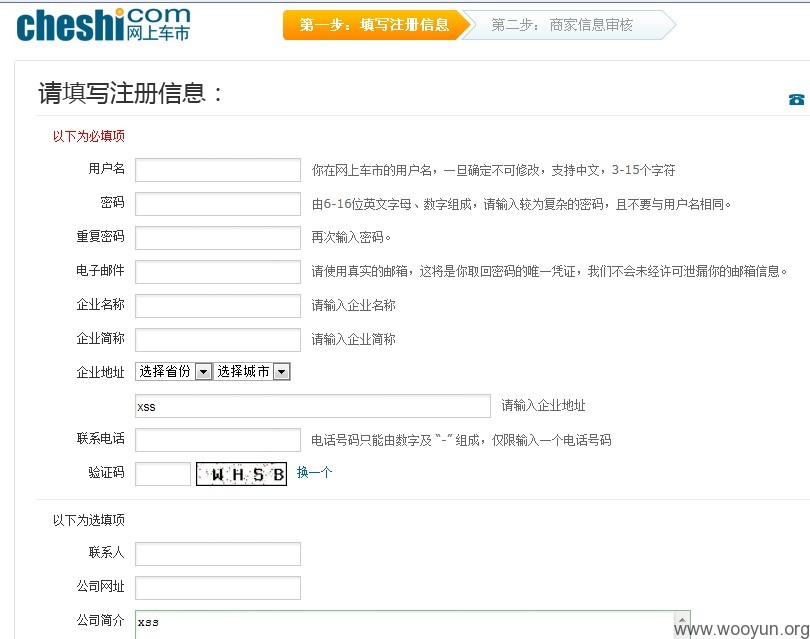 cheshi.com 网上车市
第一步：填写注册信息 第二步：商家信息审核
请填写注册信息：
以下为必填项
用户名 你在网上车市的用户名，一旦确定不可修改，支持中文，3-15个字符
密码 由6-16位英文字母、数字组成，请输入较为复杂的密码，且不要与用户名相同。
重复密码 再次输入密码。
电子邮件 请使用真实的邮箱，这将是你取回密码的唯一凭证，我们不会未经许可泄漏你的邮箱信息。
企业名称 请输入企业名称
企业简称 请输入企业简称
企业地址 选择省份 选择城市
xss 请输入企业地址
联系电话 电话号码只能由数字及“-”组成，仅限输入一个电话号码
验证码 W H S B 换一个
以下为选填项
联系人
公司网址
公司简介 xss
www.wooyun.org